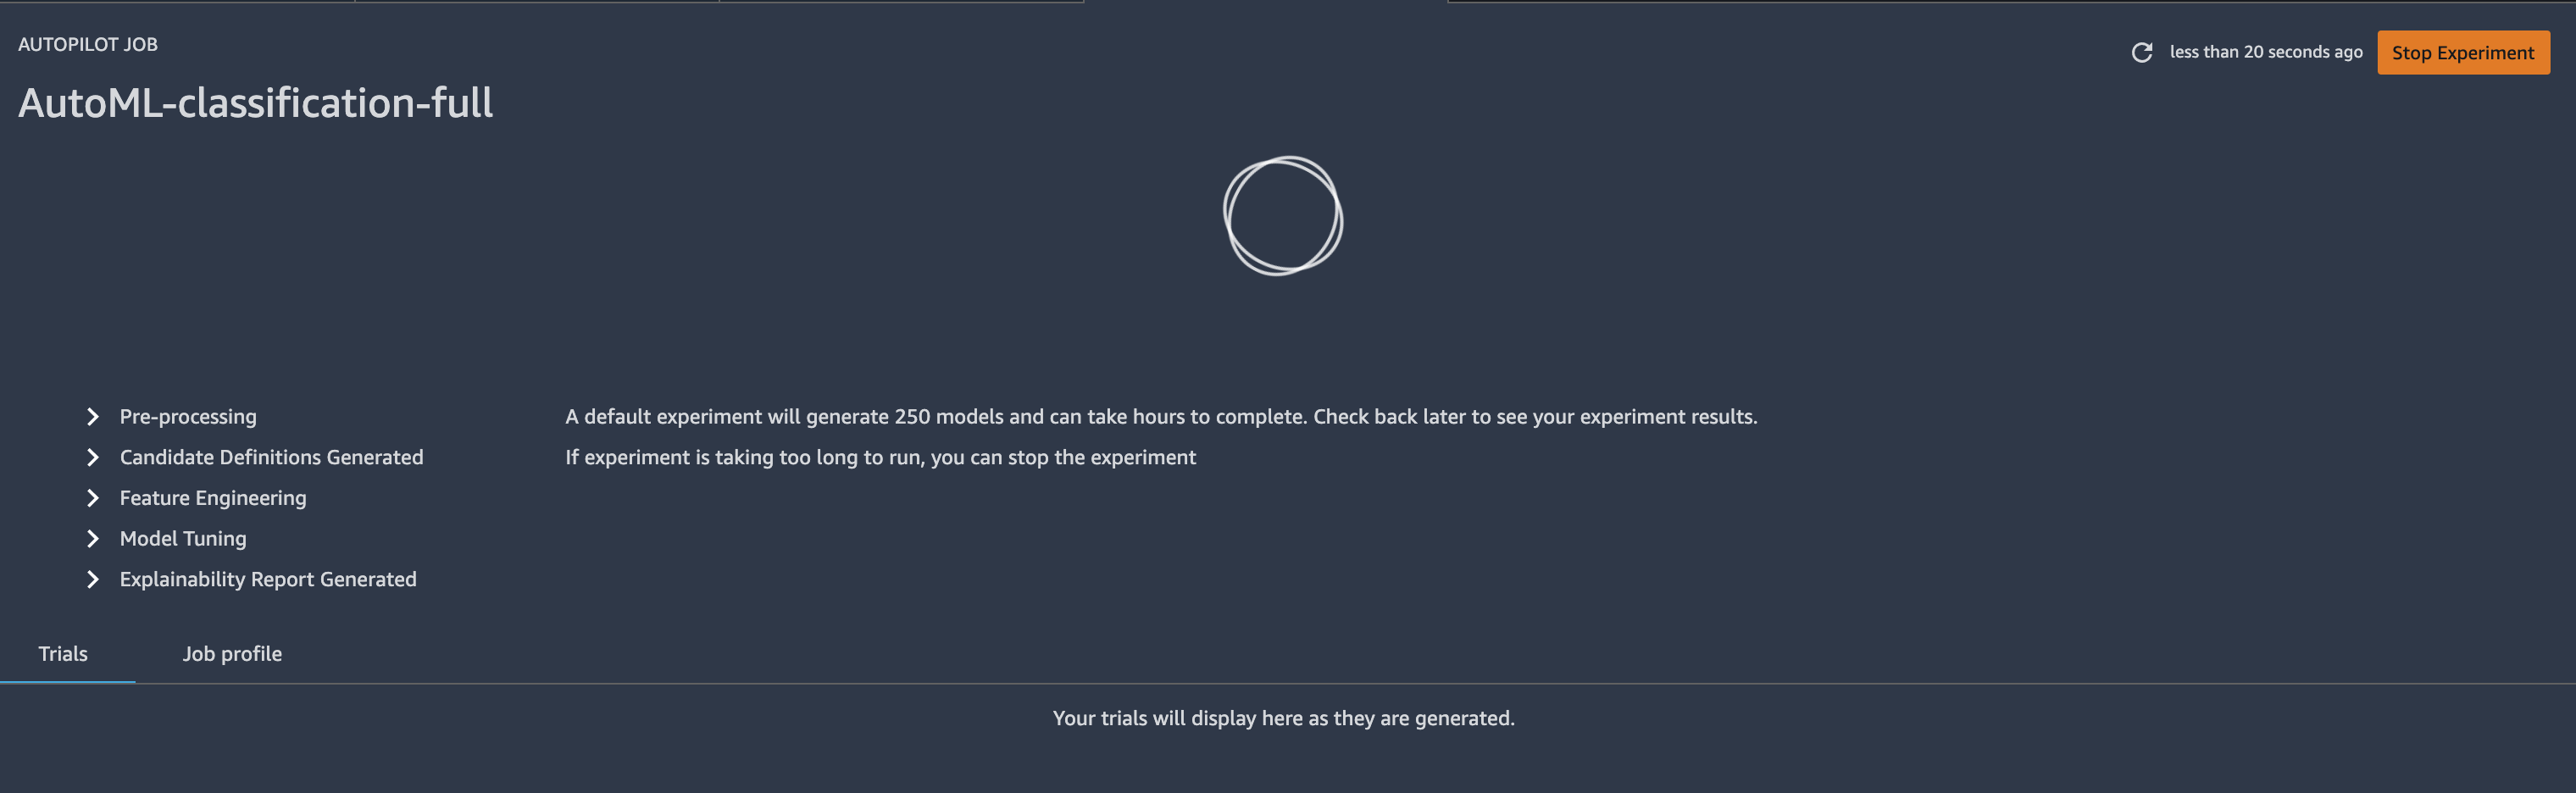 AUTOPILOT JOB
less than 20 seconds ago
Stop Experiment
AutoML-classification-full
Pre-processing
A default experiment will generate 250 models and can take hours to complete. Check back later to see your experiment results.
Candidate Definitions Generated
If experiment is taking too long to run, you can stop the experiment
Feature Engineering
Model Tuning
Explainability Report Generated
Trials
Job profile
Your trials will display here as they are generated.